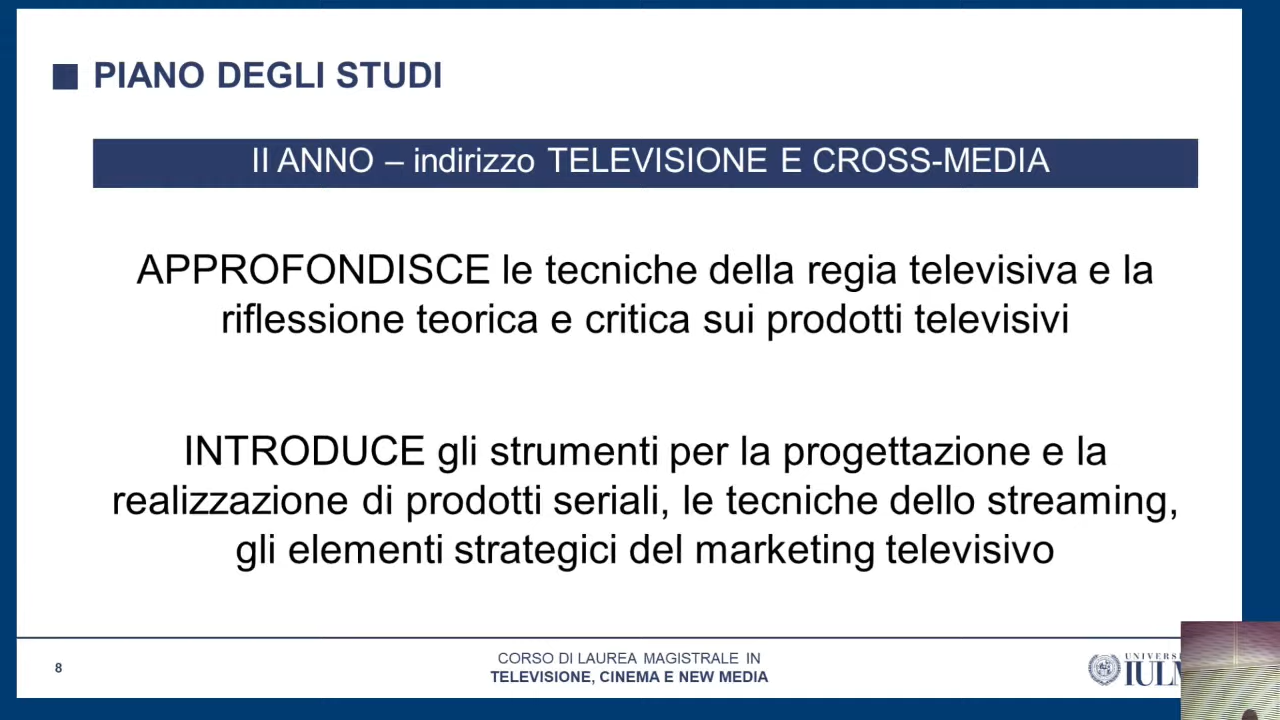 PIANO DEGLI STUDI
II ANNO – indirizzo TELEVISIONE E CROSS-MEDIA
APPROFONDISCE le tecniche della regia televisiva e la
riflessione teorica e critica sui prodotti televisivi
INTRODUCE gli strumenti per la progettazione e la
realizzazione di prodotti seriali, le tecniche dello streaming,
gli elementi strategici del marketing televisivo
8
CORSO DI LAUREA MAGISTRALE IN
TELEVISIONE, CINEMA E NEW MEDIA